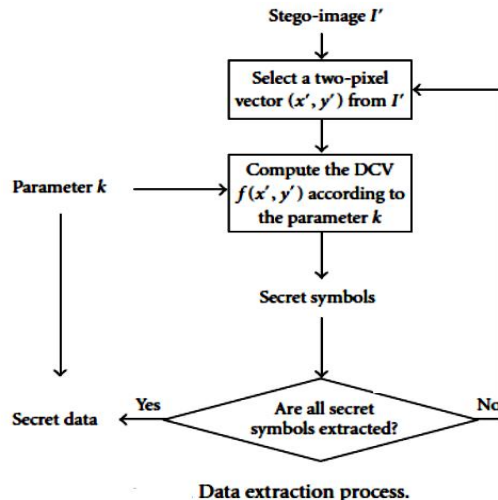 Stego-image I′
Select a two-pixel
vector (x′, y′) from I′
Compute the DCV
f(x′, y′) according to
the parameter k
Parameter k
Secret symbols
Are all secret
symbols extracted?
Yes
No
Secret data
Data extraction process.